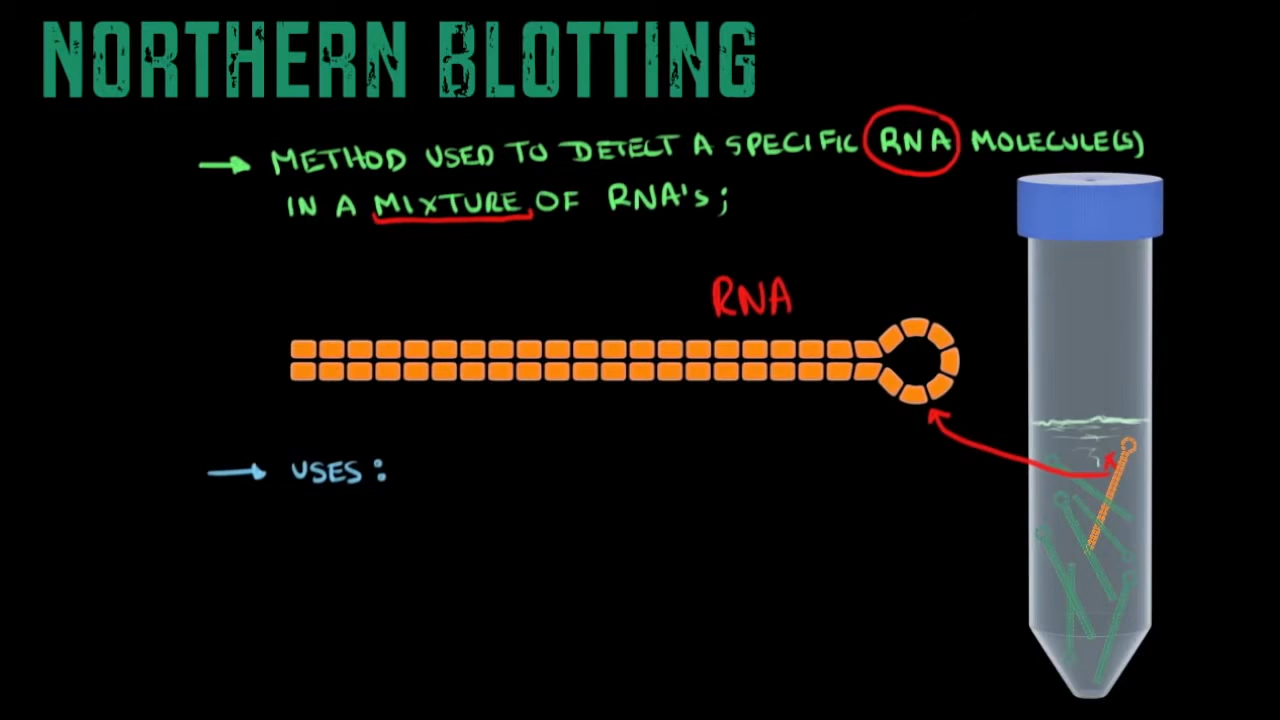 NORTHERN BLOTTING
→ METHOD USED TO DETECT A SPECIFIC RNA MOLECULE(S)
IN A MIXTURE OF RNA'S;
RNA
→ USES: